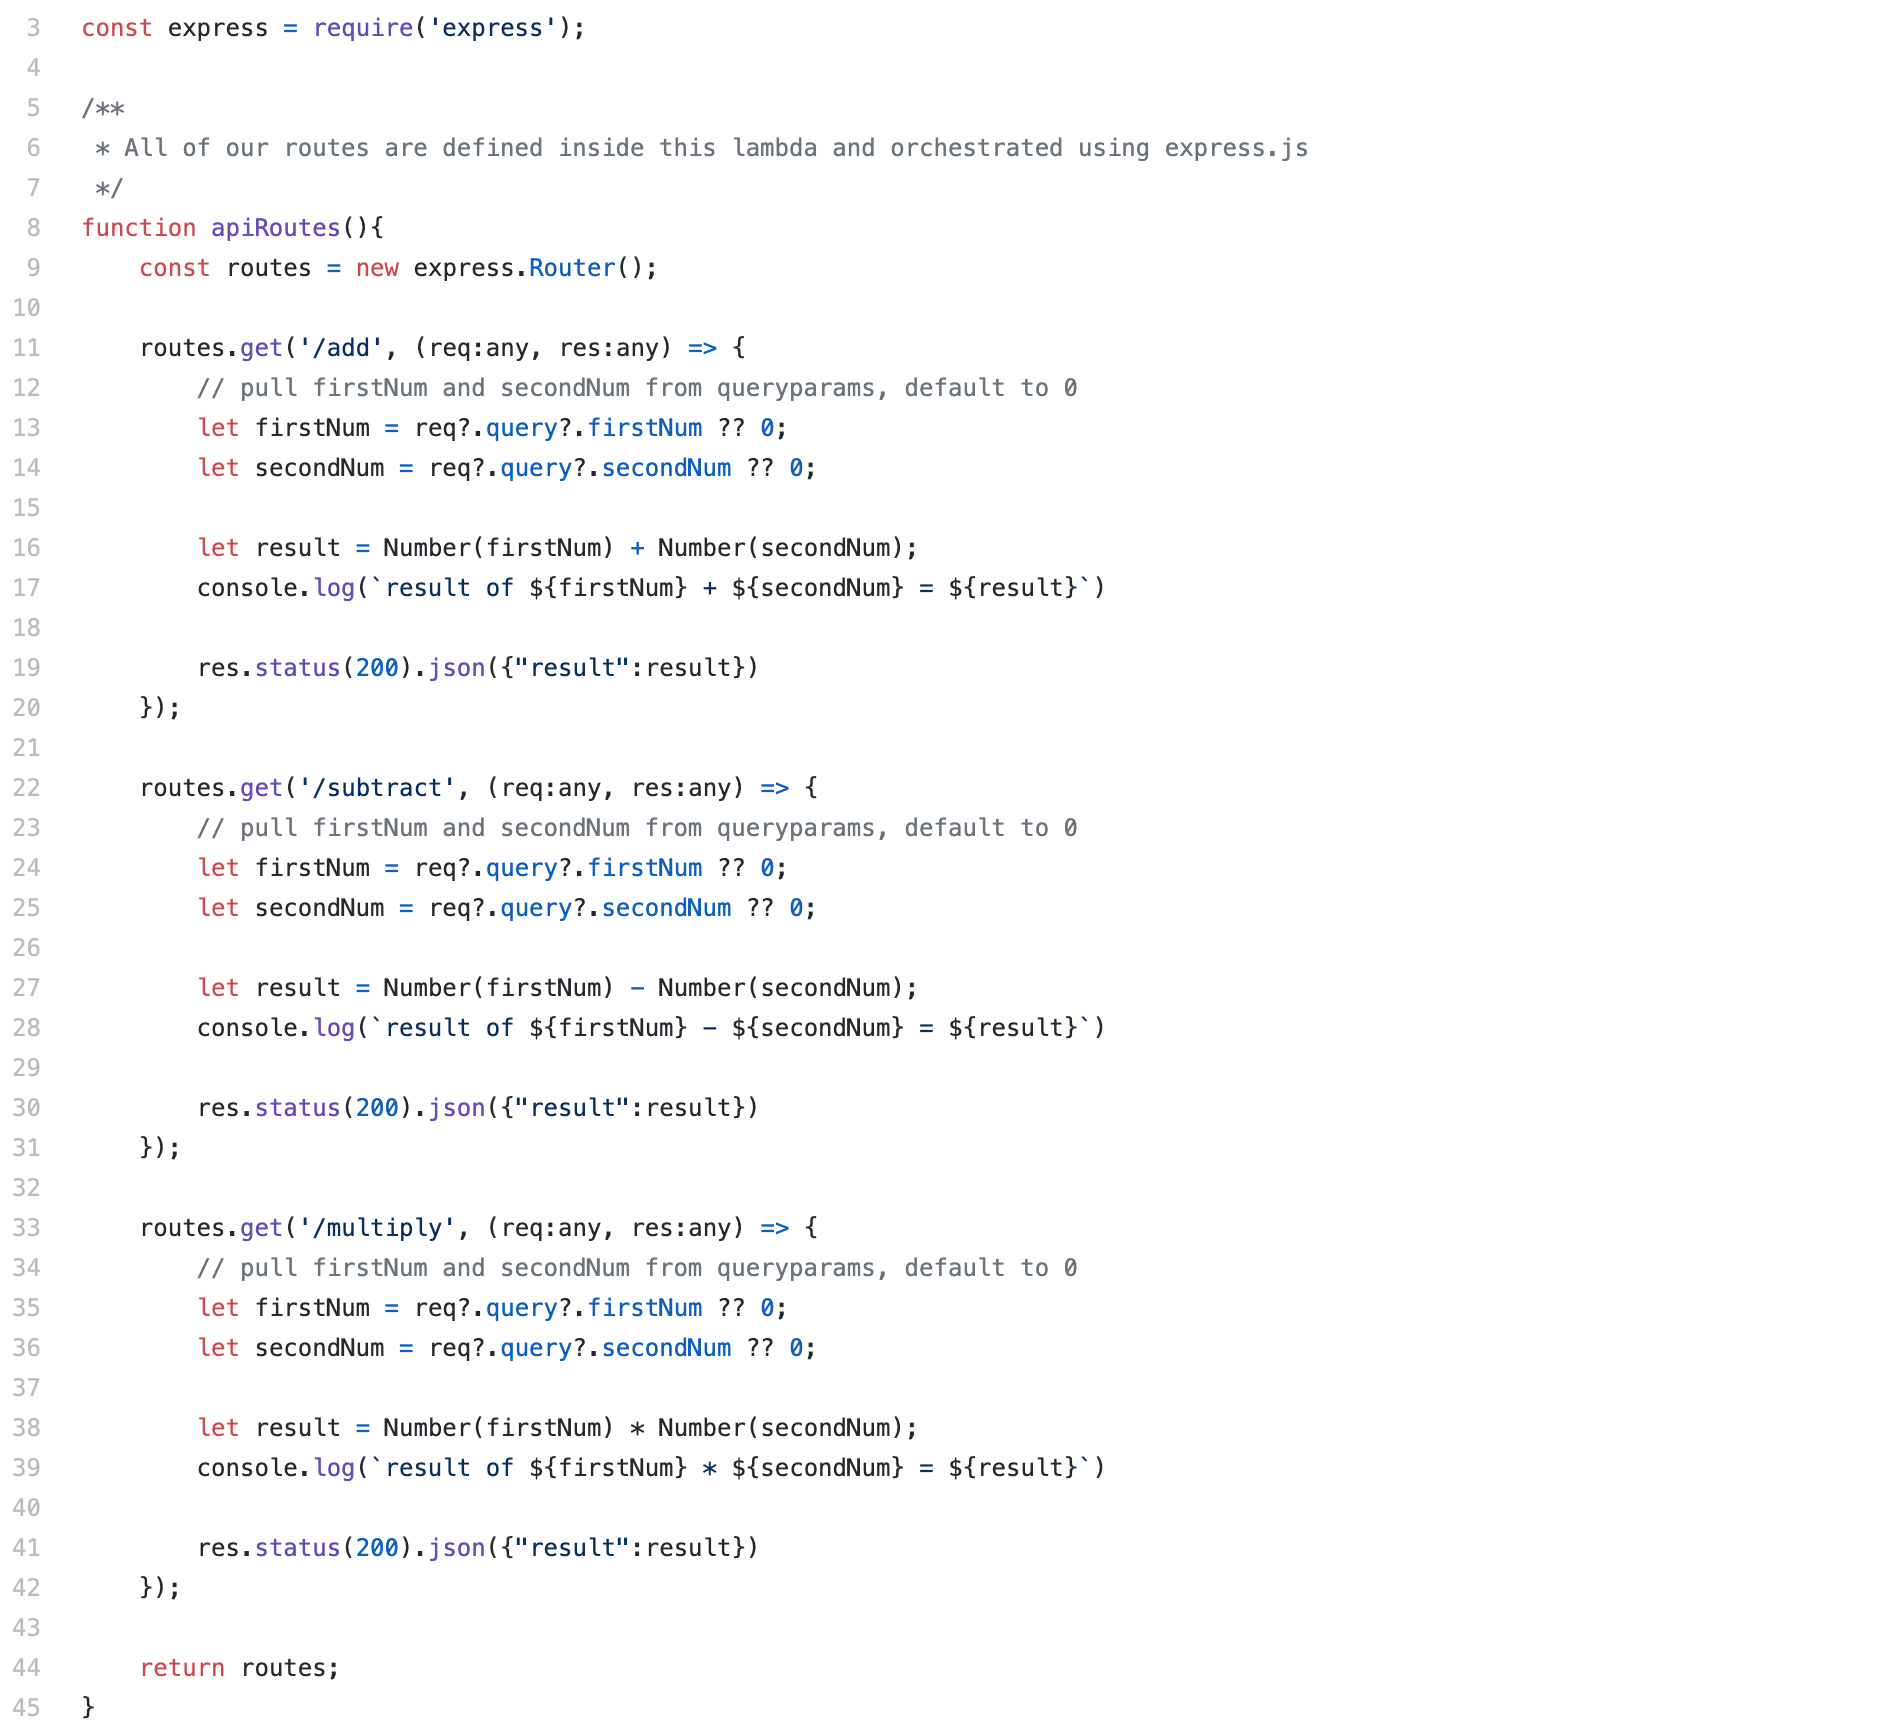 3 const express = require('express');
4
5 /**
6  * All of our routes are defined inside this lambda and orchestrated using express.js
7  */
8 function apiRoutes(){
9     const routes = new express.Router();
10
11     routes.get('/add', (req:any, res:any) => {
12         // pull firstNum and secondNum from queryparams, default to 0
13         let firstNum = req?.query?.firstNum ?? 0;
14         let secondNum = req?.query?.secondNum ?? 0;
15
16         let result = Number(firstNum) + Number(secondNum);
17         console.log(`result of ${firstNum} + ${secondNum} = ${result}`)
18
19         res.status(200).json({"result":result})
20     });
21
22     routes.get('/subtract', (req:any, res:any) => {
23         // pull firstNum and secondNum from queryparams, default to 0
24         let firstNum = req?.query?.firstNum ?? 0;
25         let secondNum = req?.query?.secondNum ?? 0;
26
27         let result = Number(firstNum) - Number(secondNum);
28         console.log(`result of ${firstNum} - ${secondNum} = ${result}`)
29
30         res.status(200).json({"result":result})
31     });
32
33     routes.get('/multiply', (req:any, res:any) => {
34         // pull firstNum and secondNum from queryparams, default to 0
35         let firstNum = req?.query?.firstNum ?? 0;
36         let secondNum = req?.query?.secondNum ?? 0;
37
38         let result = Number(firstNum) * Number(secondNum);
39         console.log(`result of ${firstNum} * ${secondNum} = ${result}`)
40
41         res.status(200).json({"result":result})
42     });
43
44     return routes;
45 }